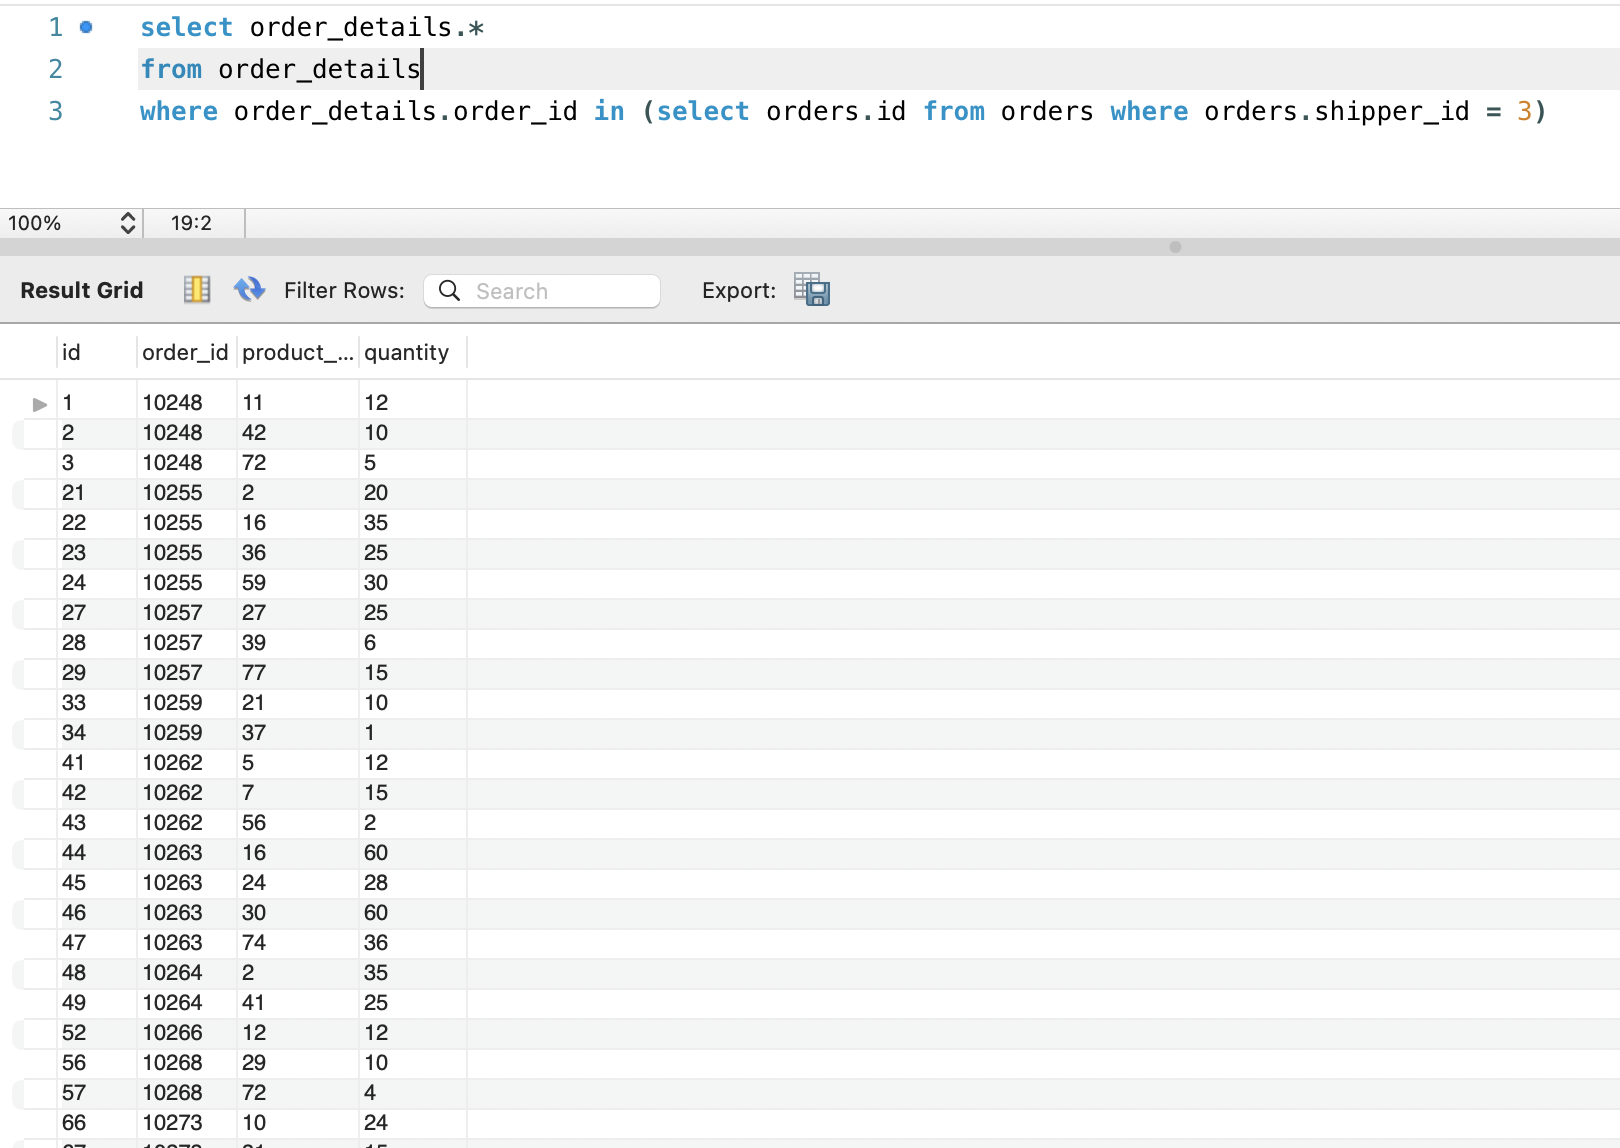 1 select order_details.*
2 from order_details
3 where order_details.order_id in (select orders.id from orders where orders.shipper_id = 3)
100% 19:2
Result Grid Filter Rows: Search Export:
id order_id product_... quantity
1 10248 11 12
2 10248 42 10
3 10248 72 5
21 10255 2 20
22 10255 16 35
23 10255 36 25
24 10255 59 30
27 10257 27 25
28 10257 39 6
29 10257 77 15
33 10259 21 10
34 10259 37 1
41 10262 5 12
42 10262 7 15
43 10262 56 2
44 10263 16 60
45 10263 24 28
46 10263 30 60
47 10263 74 36
48 10264 2 35
49 10264 41 25
52 10266 12 12
56 10268 29 10
57 10268 72 4
66 10273 10 24